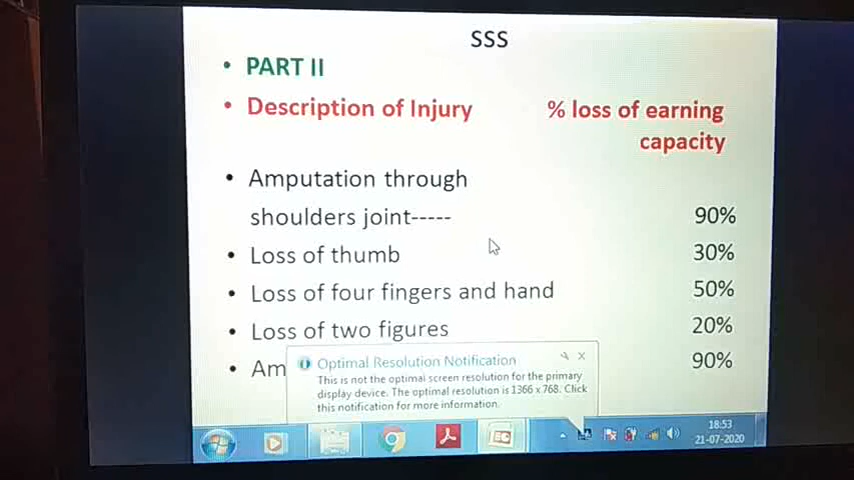 SSS
• PART II
• Description of Injury % loss of earning
capacity
• Amputation through
shoulders joint----- 90%
• Loss of thumb 30%
• Loss of four fingers and hand 50%
• Loss of two figures 20%
• Am 90%
Optimal Resolution Notification
This is not the optimal screen resolution for the primary
display device. The optimal resolution is 1366 x 768. Click
this notification for more information.
18:53
21-07-2020